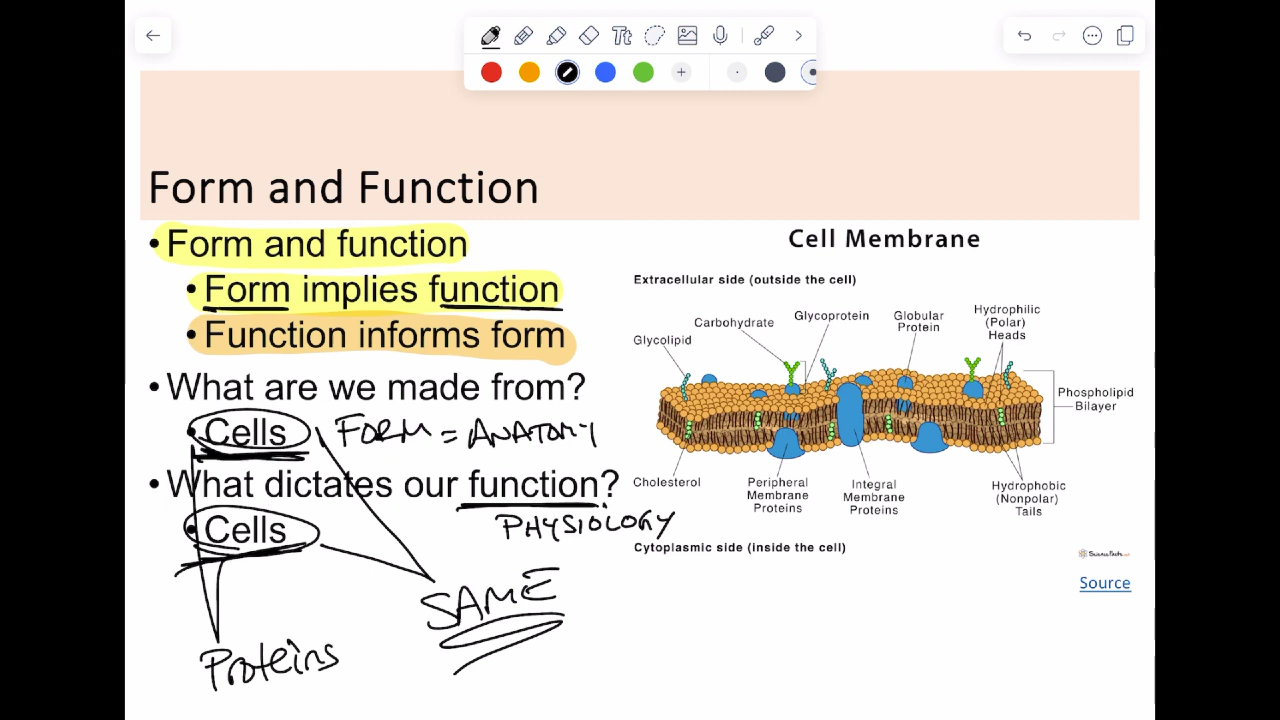 Form and Function
• Form and function
• Form implies function
• Function informs form
• What are we made from?
• Cells FORM = ANATOMY
• What dictates our function?
PHYSIOLOGY
• Cells
SAME
Proteins
Cell Membrane
Extracellular side (outside the cell)
Glycolipid
Carbohydrate
Glycoprotein
Globular
Protein
Hydrophilic
(Polar)
Heads
Phospholipid
Bilayer
Cholesterol
Peripheral
Membrane
Proteins
Integral
Membrane
Proteins
Hydrophobic
(Nonpolar)
Tails
Cytoplasmic side (inside the cell)
Source
Tt